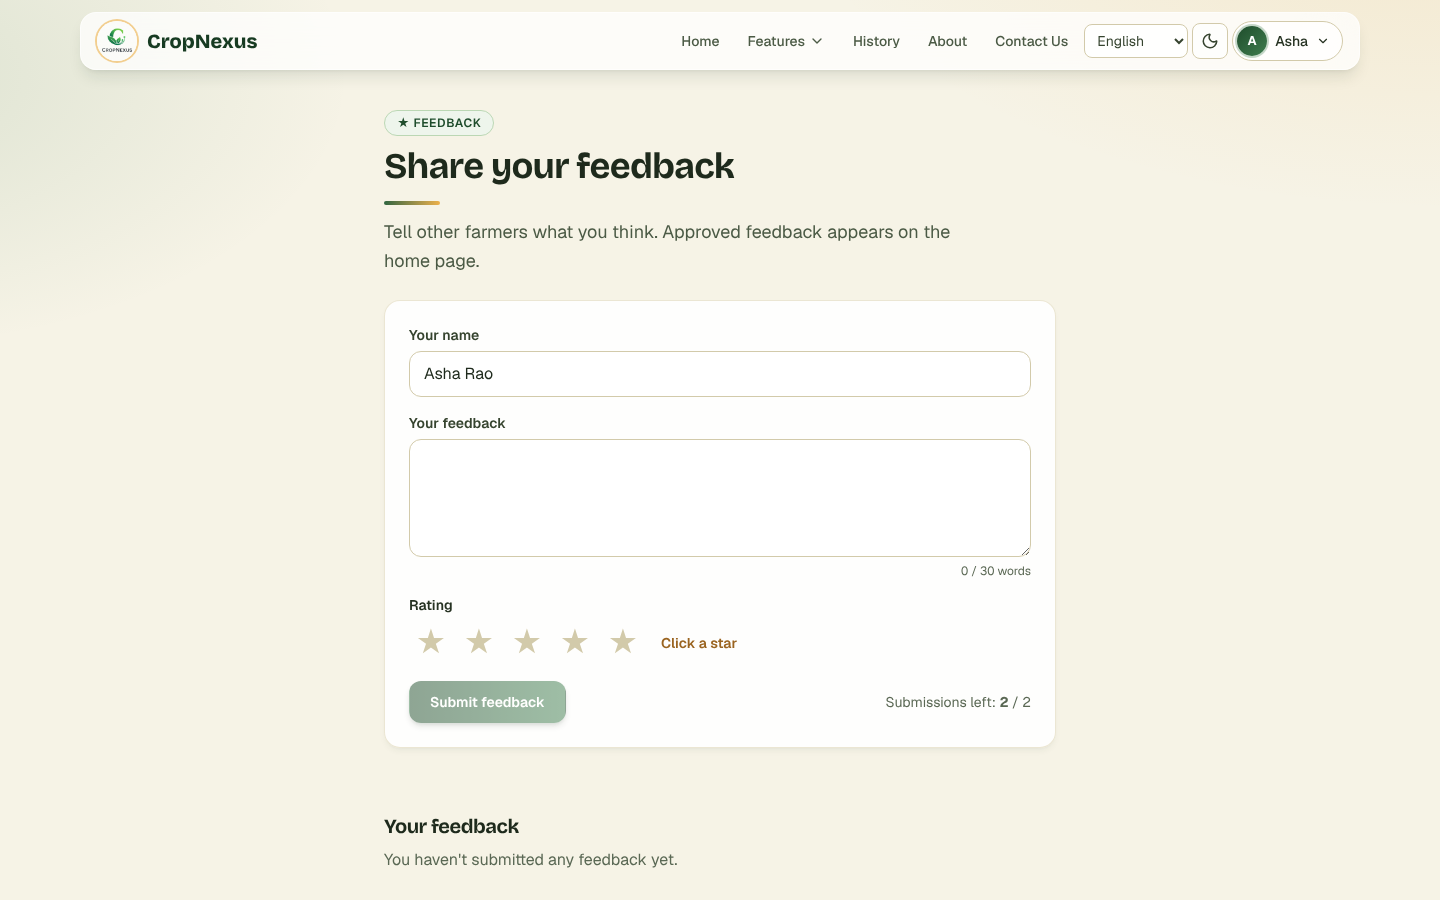 CROPNEXUS
CropNexus
Home
Features
History
About
Contact Us
English
A
Asha
★ FEEDBACK
Share your feedback
Tell other farmers what you think. Approved feedback appears on the
home page.
Your name
Asha Rao
Your feedback
0 / 30 words
Rating
Click a star
Submit feedback
Submissions left: 2 / 2
Your feedback
You haven't submitted any feedback yet.